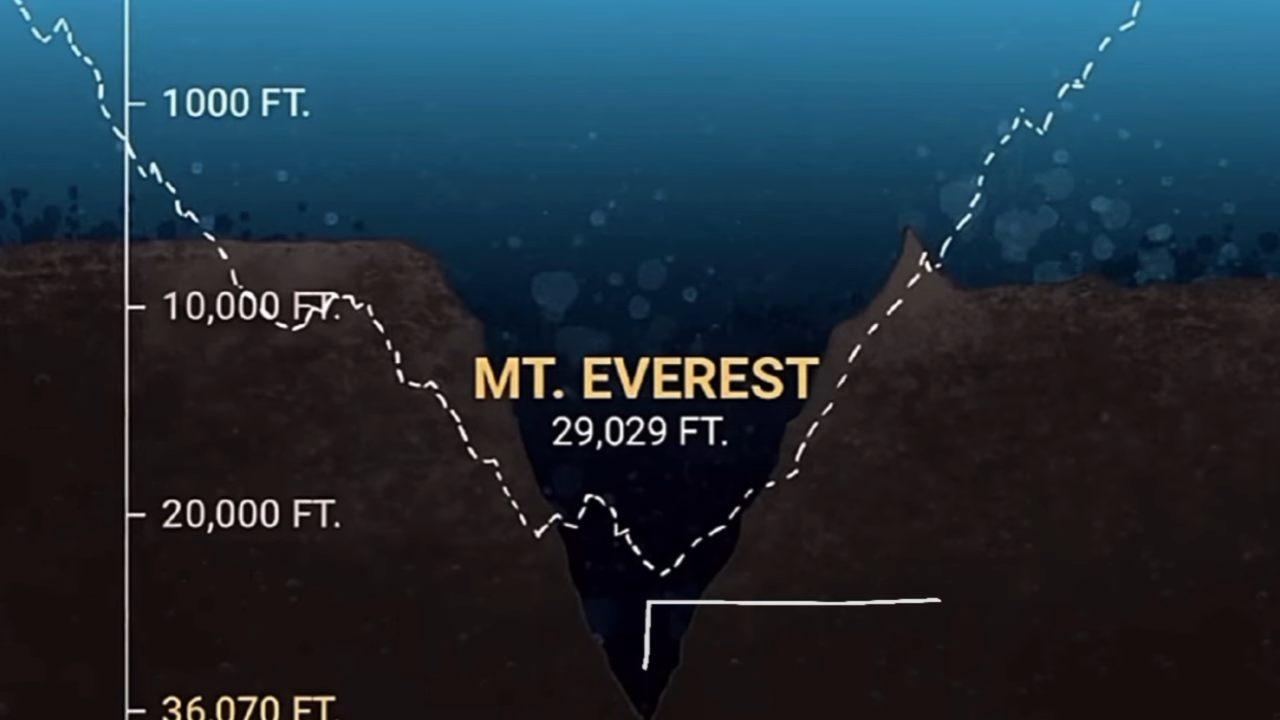 1000 FT.
10,000 FT.
MT. EVEREST
29,029 FT.
20,000 FT.
36,070 FT.